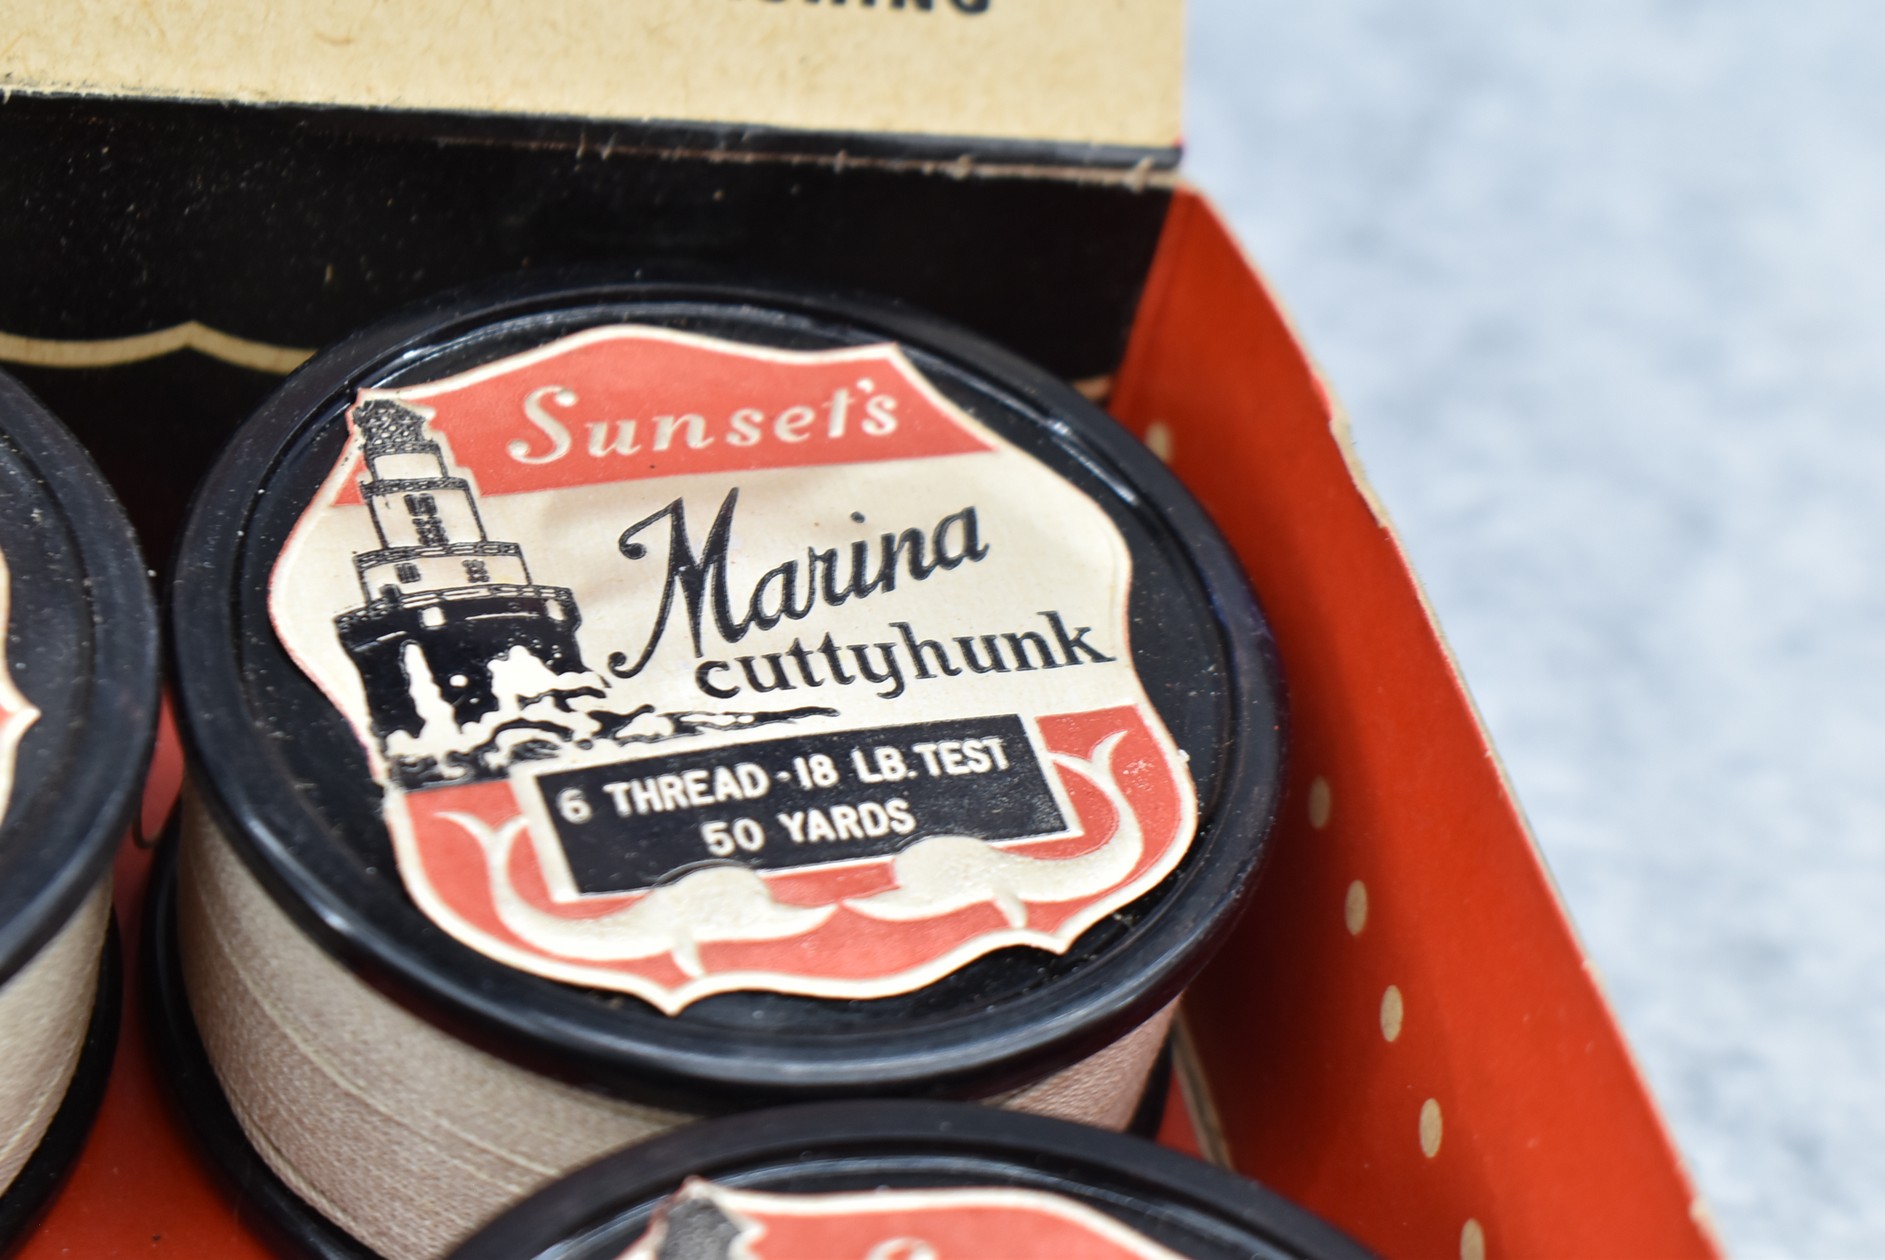 Sunset's
Marina
cuttyhunk
6 THREAD - 18 LB. TEST
50 YARDS